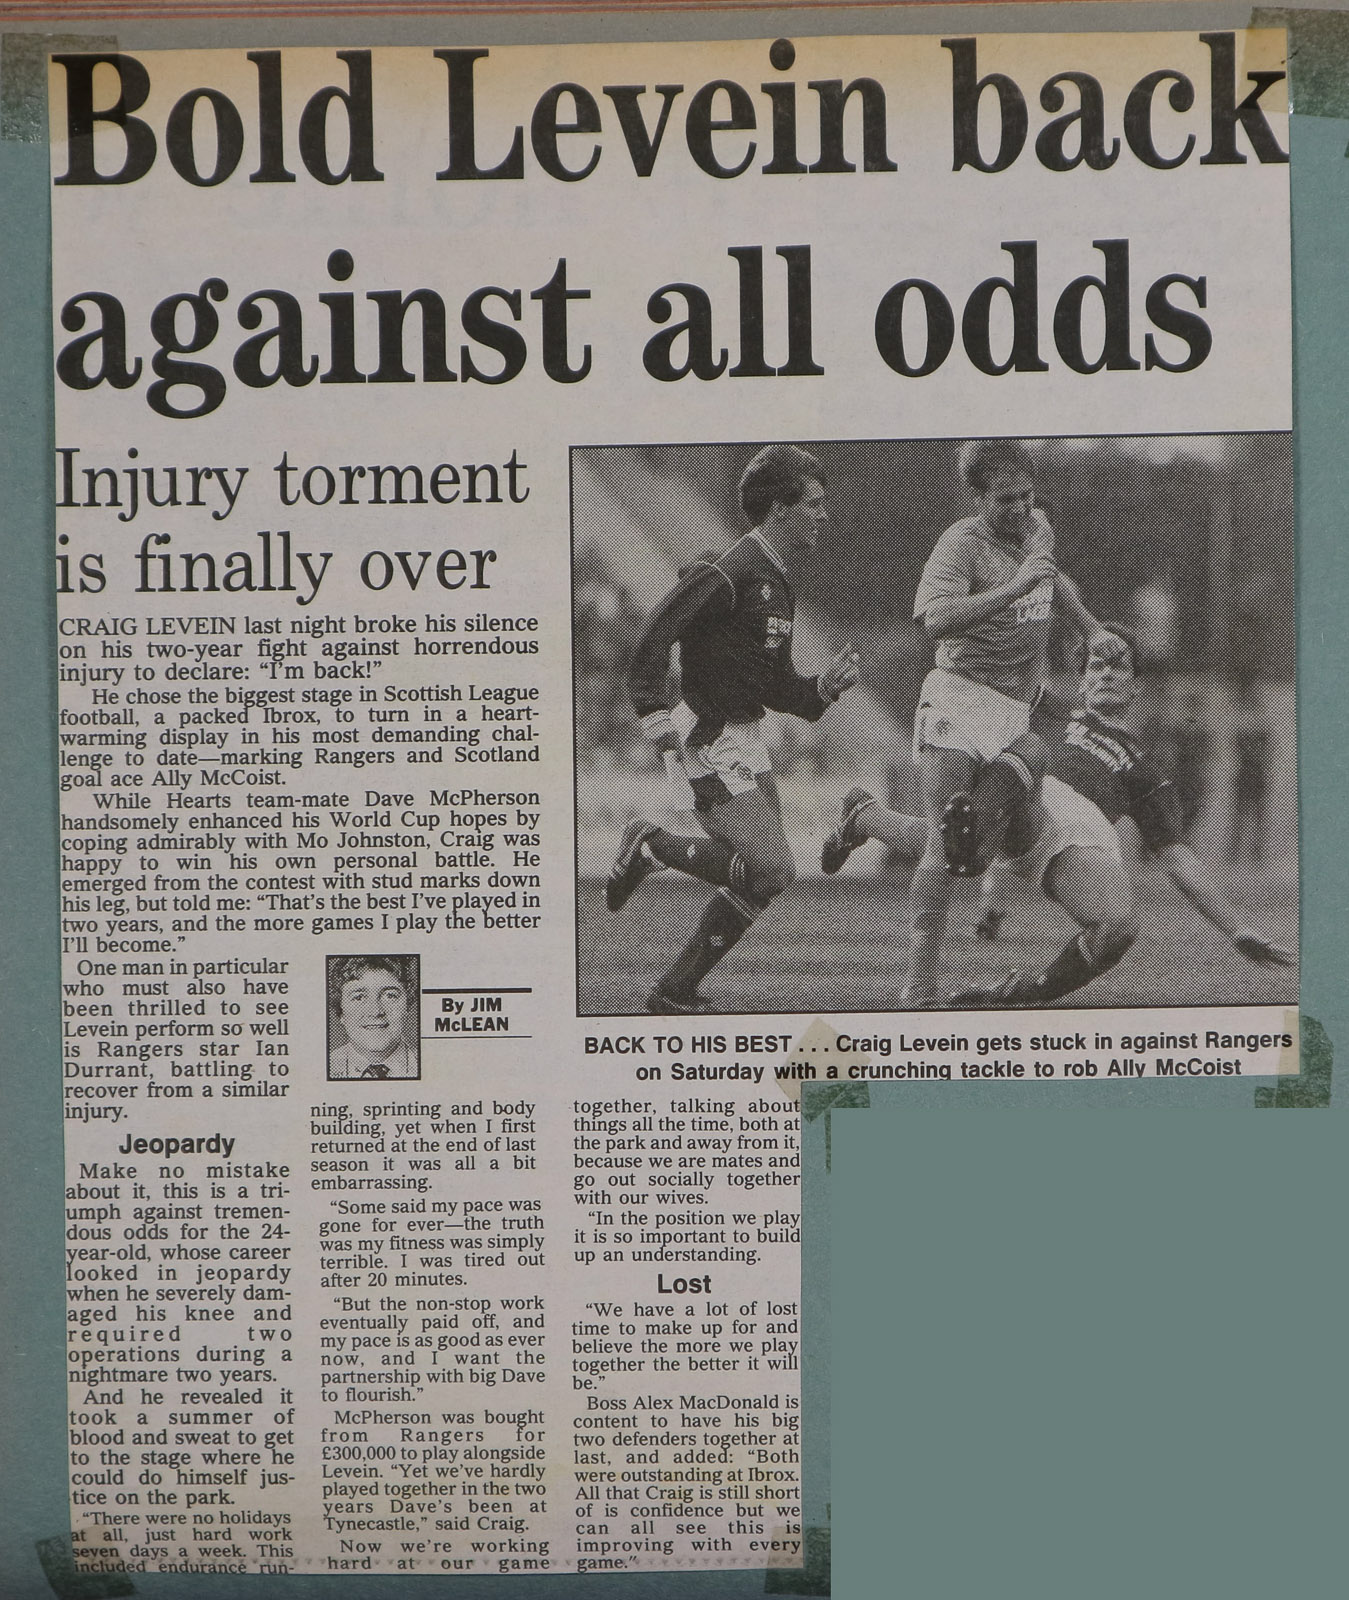 Bold Levein back
against all odds
Injury torment
is finally over
CRAIG LEVEIN last night broke his silence
on his two-year fight against horrendous
injury to declare: “I’m back!”
He chose the biggest stage in Scottish League
football, a packed Ibrox, to turn in a heart-
warming display in his most demanding chal-
lenge to date—marking Rangers and Scotland
goal ace Ally McCoist.
While Hearts team-mate Dave McPherson
handsomely enhanced his World Cup hopes by
coping admirably with Mo Johnston, Craig was
happy to win his own personal battle. He
emerged from the contest with stud marks down
his leg, but told me: “That’s the best I’ve played in
two years, and the more games I play the better
I’ll become.”
One man in particular
who must also have
been thrilled to see
Levein perform so well
is Rangers star Ian
Durrant, battling to
recover from a similar
injury.
Jeopardy
Make no mistake
about it, this is a tri-
umph against tremen-
dous odds for the 24-
year-old, whose career
looked in jeopardy
when he severely dam-
aged his knee and
required two
operations during a
nightmare two years.
And he revealed it
took a summer of
blood and sweat to get
to the stage where he
could do himself jus-
tice on the park.
“There were no holidays
at all, just hard work
seven days a week. This
included endurance run-
By JIM
McLEAN
ning, sprinting and body
building, yet when I first
returned at the end of last
season it was all a bit
embarrassing.
“Some said my pace was
gone for ever—the truth
was my fitness was simply
terrible. I was tired out
after 20 minutes.
“But the non-stop work
eventually paid off, and
my pace is as good as ever
now, and I want the
partnership with big Dave
to flourish.”
McPherson was bought
from Rangers for
£300,000 to play alongside
Levein. “Yet we’ve hardly
played together in the two
years Dave’s been at
Tynecastle,” said Craig.
Now we’re working
hard at our game
BACK TO HIS BEST . . . Craig Levein gets stuck in against Rangers
on Saturday with a crunching tackle to rob Ally McCoist
together, talking about
things all the time, both at
the park and away from it,
because we are mates and
go out socially together
with our wives.
“In the position we play
it is so important to build
up an understanding.
Lost
“We have a lot of lost
time to make up for and
believe the more we play
together the better it will
be.”
Boss Alex MacDonald is
content to have his big
two defenders together at
last, and added: “Both
were outstanding at Ibrox.
All that Craig is still short
of is confidence but we
can all see this is
improving with every
game.”